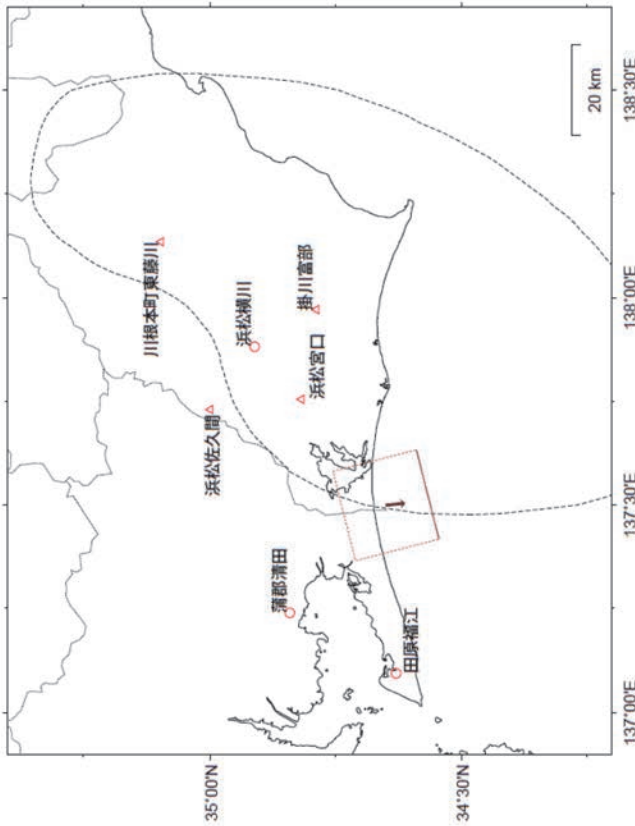 川根本町東藤川
浜松佐久間
浜松横川
掛川富部
浜松宮口
蒲郡清田
田原福江
20 km
35°00'N
34°30'N
137°00'E
137°30'E
138°00'E
138°30'E